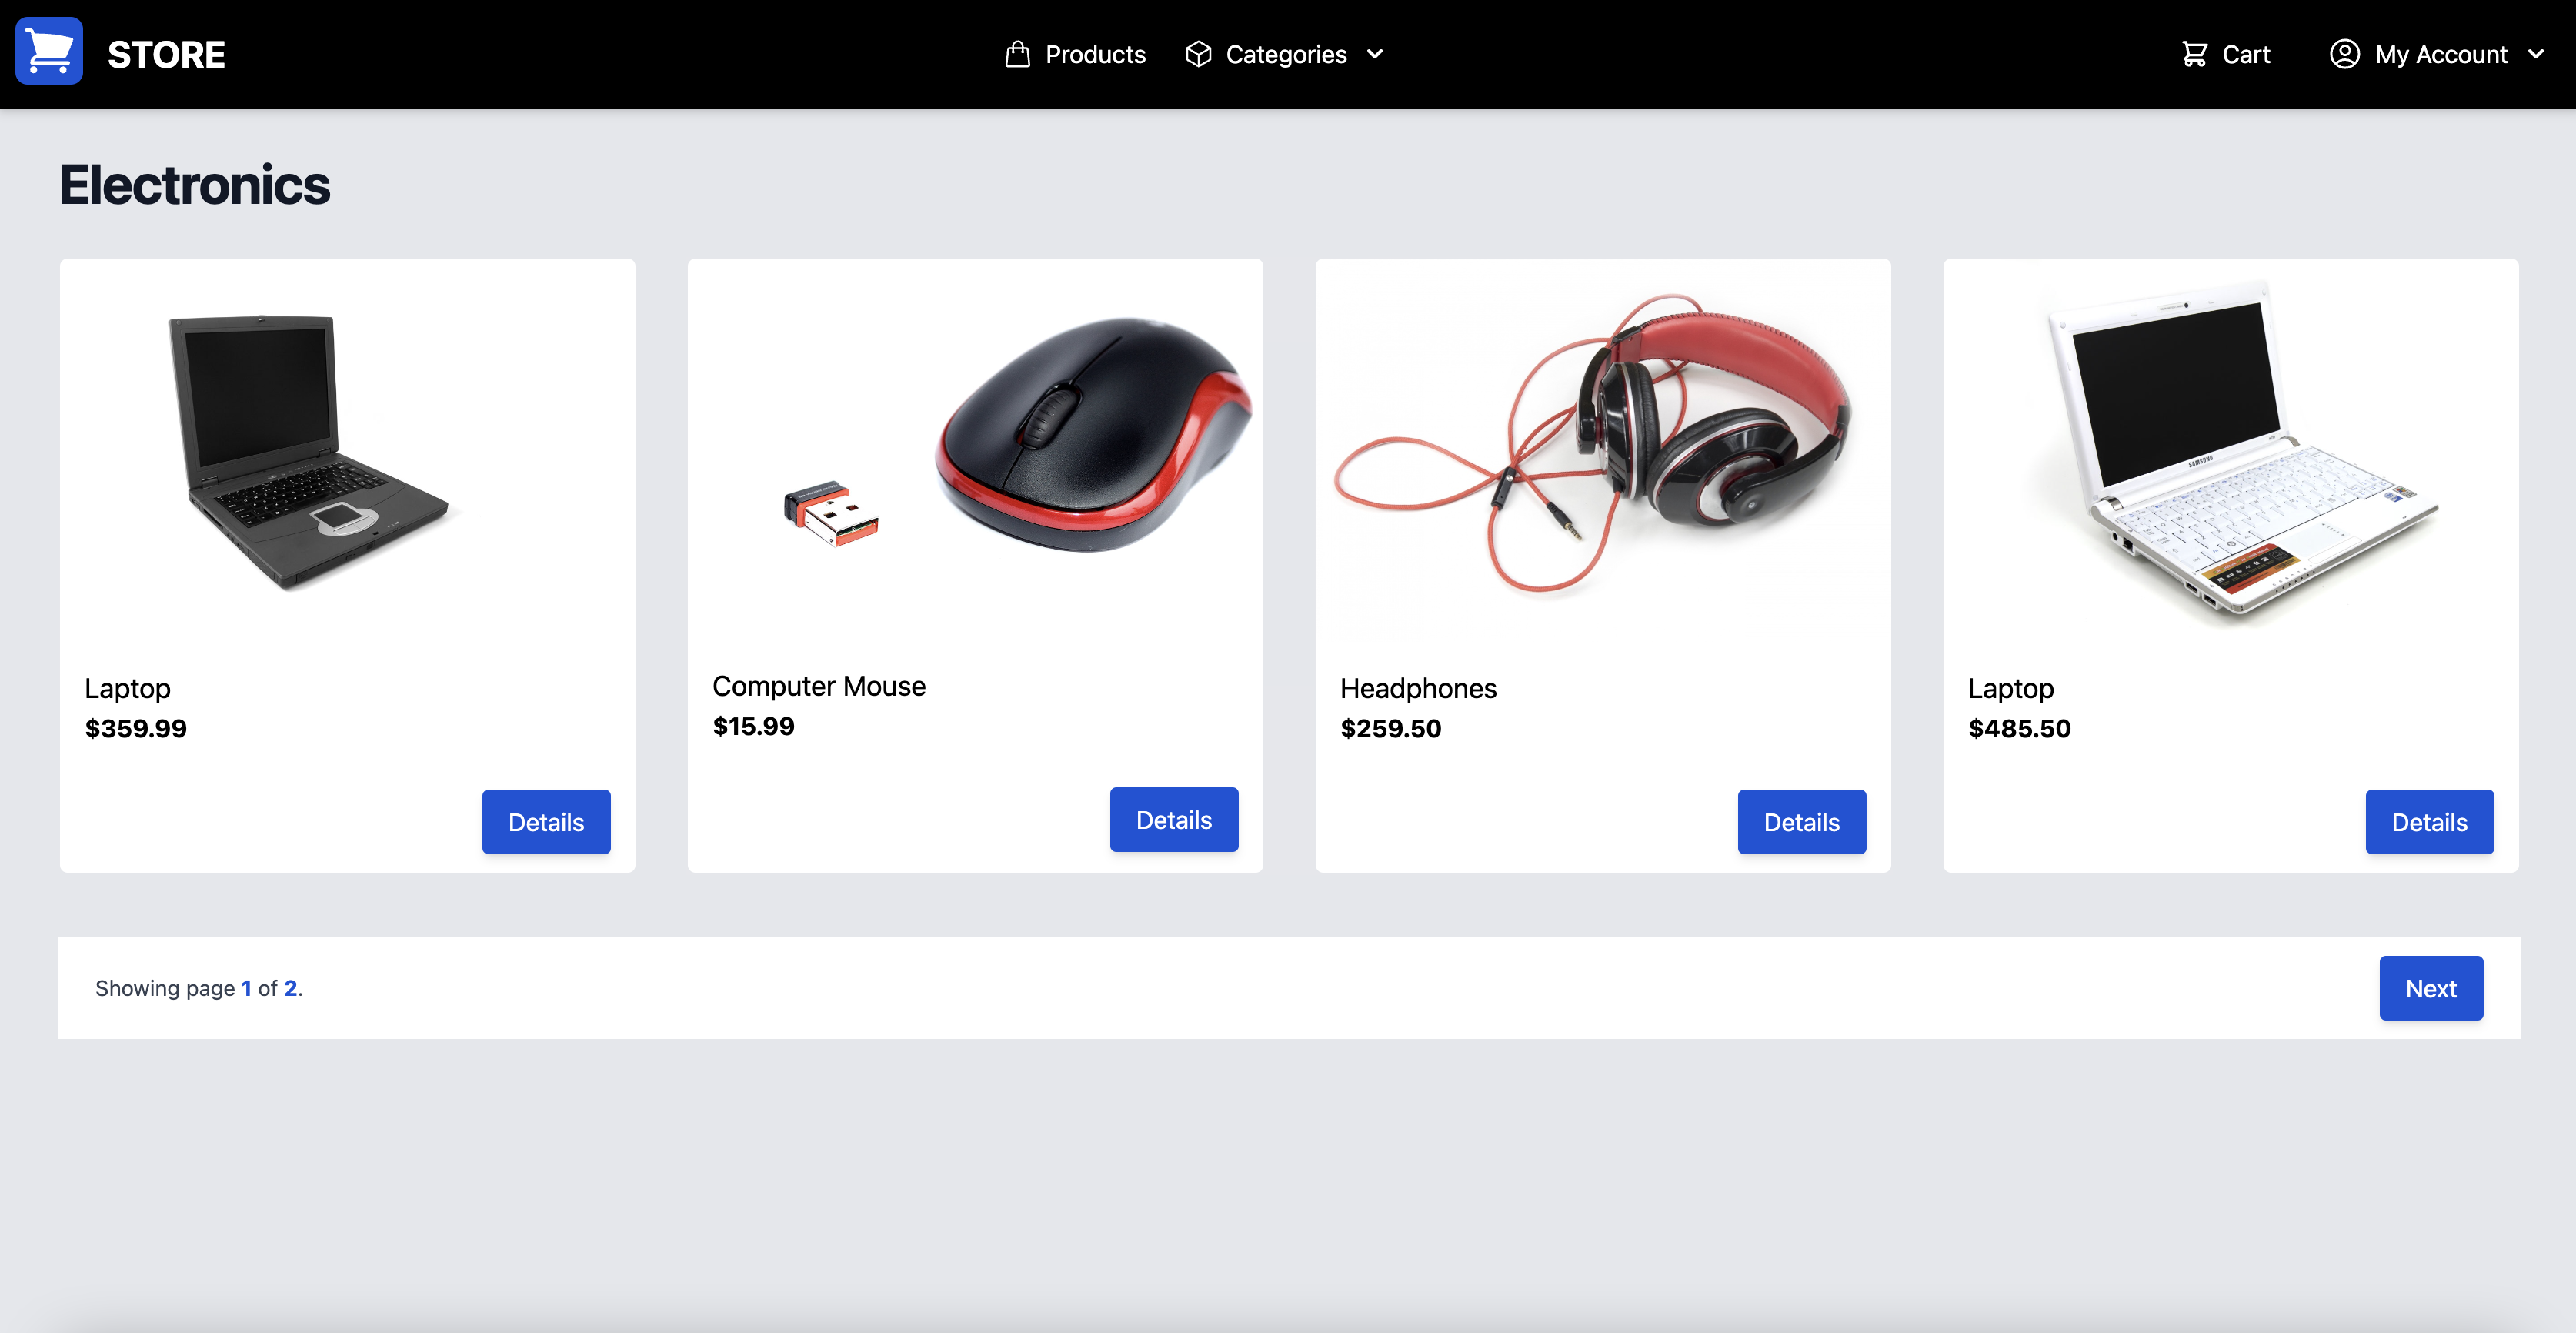 STORE
Products
Categories
Cart
My Account
Electronics
SAMSUNG
Laptop
$359.99
Details
Computer Mouse
$15.99
Details
Headphones
$259.50
Details
Laptop
$485.50
Details
Showing page 1 of 2.
Next